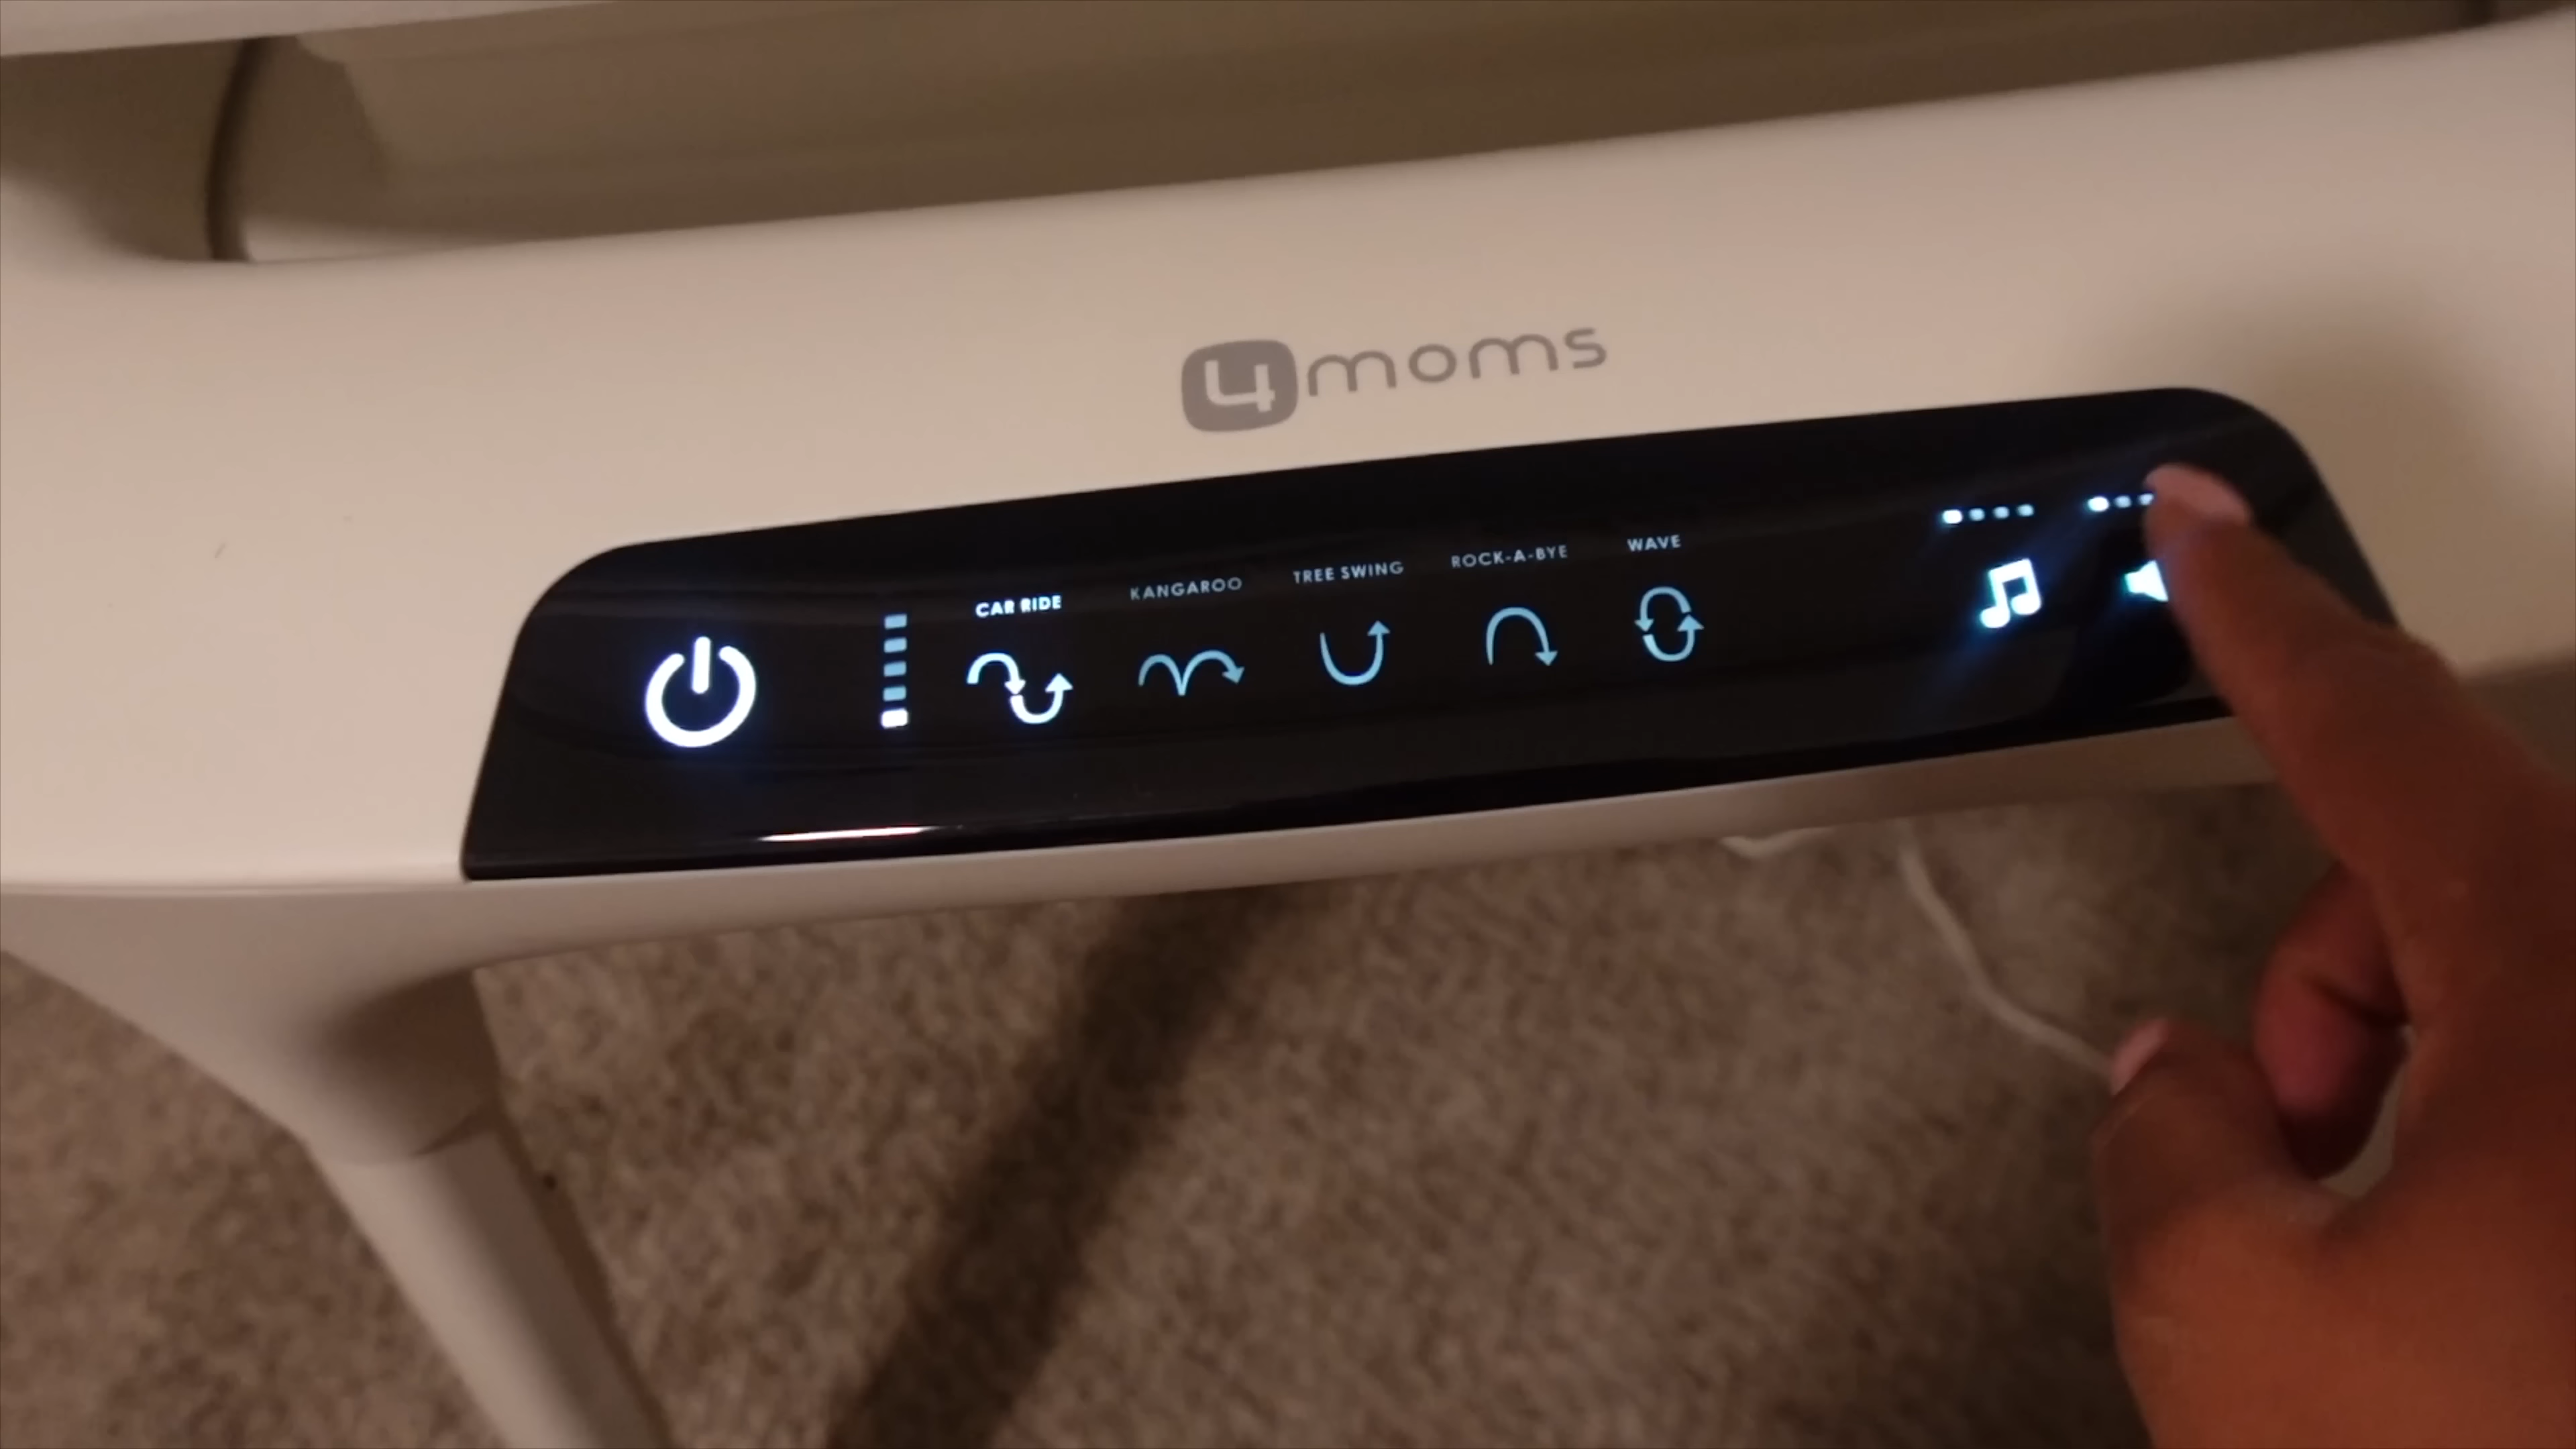 4moms
CAR RIDE
KANGAROO
TREE SWING
ROCK-A-BYE
WAVE